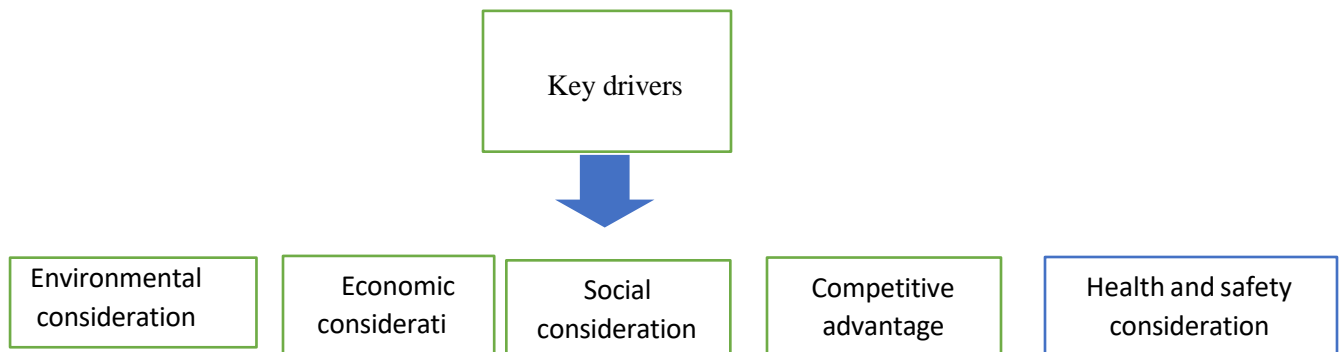 Key drivers
Environmental
consideration
Economic
considerati
Social
consideration
Competitive
advantage
Health and safety
consideration